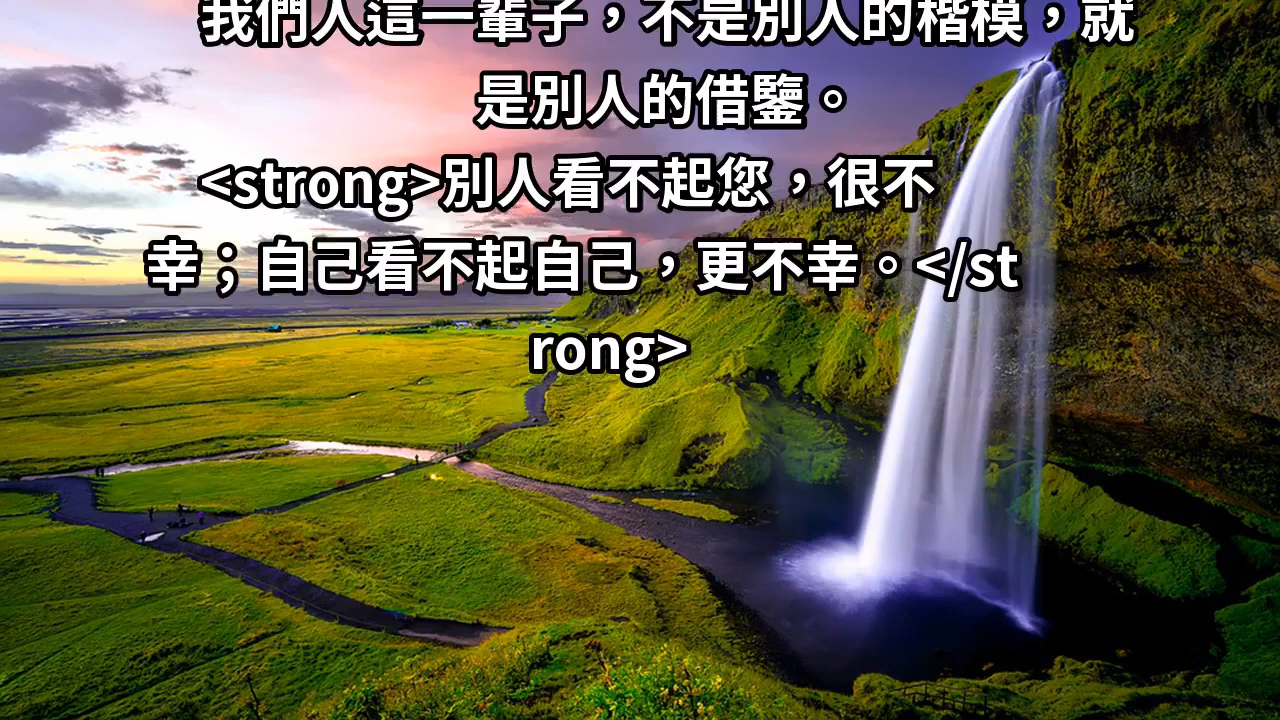 我們人這一輩子，不是別人的楷模，就
是別人的借鑒。
<strong>別人看不起您，很不
幸；自己看不起自己，更不幸。</st
rong>